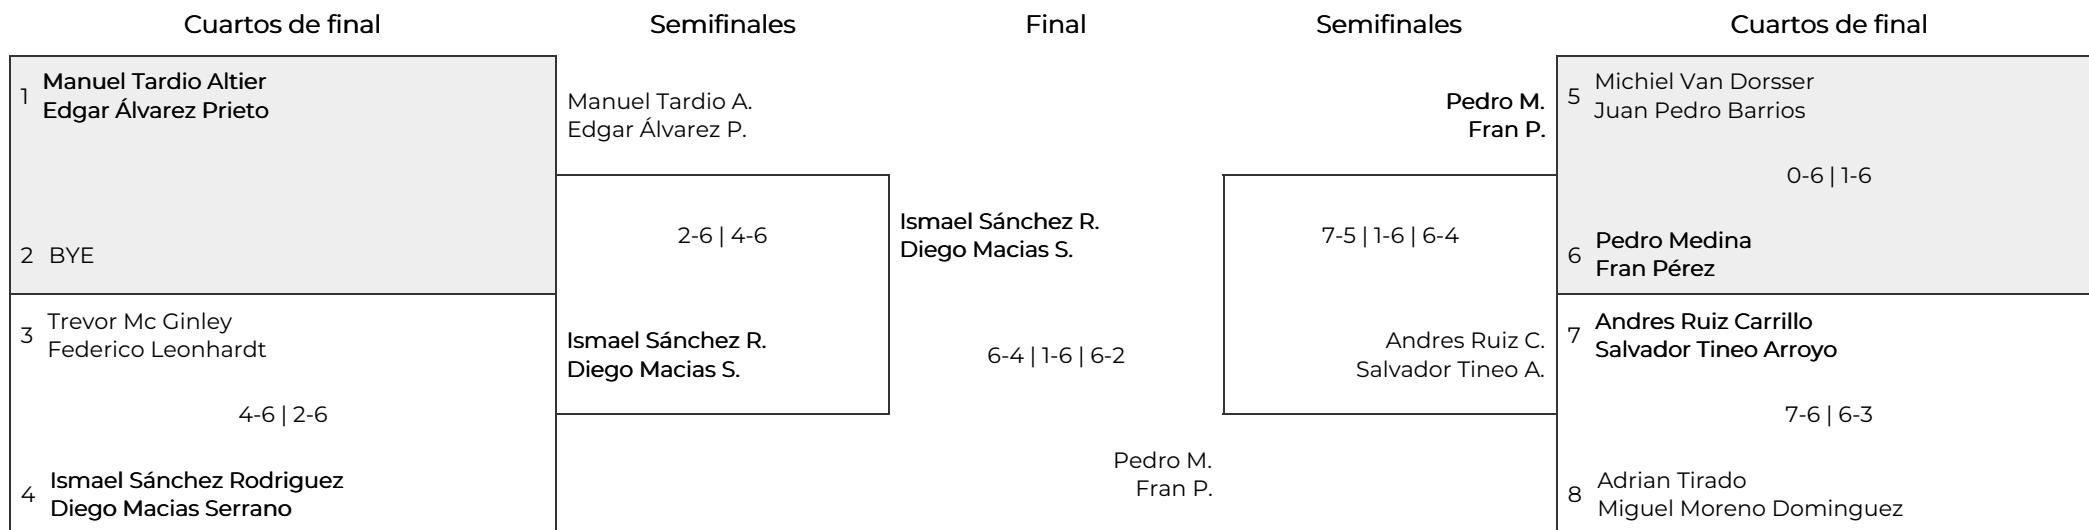 Cuartos de final
Semifinales
Final
Semifinales
Cuartos de final
1
Manuel Tardio Altier
Edgar Álvarez Prieto
2 BYE
3
Trevor Mc Ginley
Federico Leonhardt
4-6 | 2-6
4
Ismael Sánchez Rodriguez
Diego Macias Serrano
Manuel Tardio A.
Edgar Álvarez P.
2-6 | 4-6
Ismael Sánchez R.
Diego Macias S.
Ismael Sánchez R.
Diego Macias S.
6-4 | 1-6 | 6-2
Pedro M.
Fran P.
Pedro M.
Fran P.
7-5 | 1-6 | 6-4
Andres Ruiz C.
Salvador Tineo A.
5
Michiel Van Dorsser
Juan Pedro Barrios
0-6 | 1-6
6
Pedro Medina
Fran Pérez
7
Andres Ruiz Carrillo
Salvador Tineo Arroyo
7-6 | 6-3
8
Adrian Tirado
Miguel Moreno Dominguez